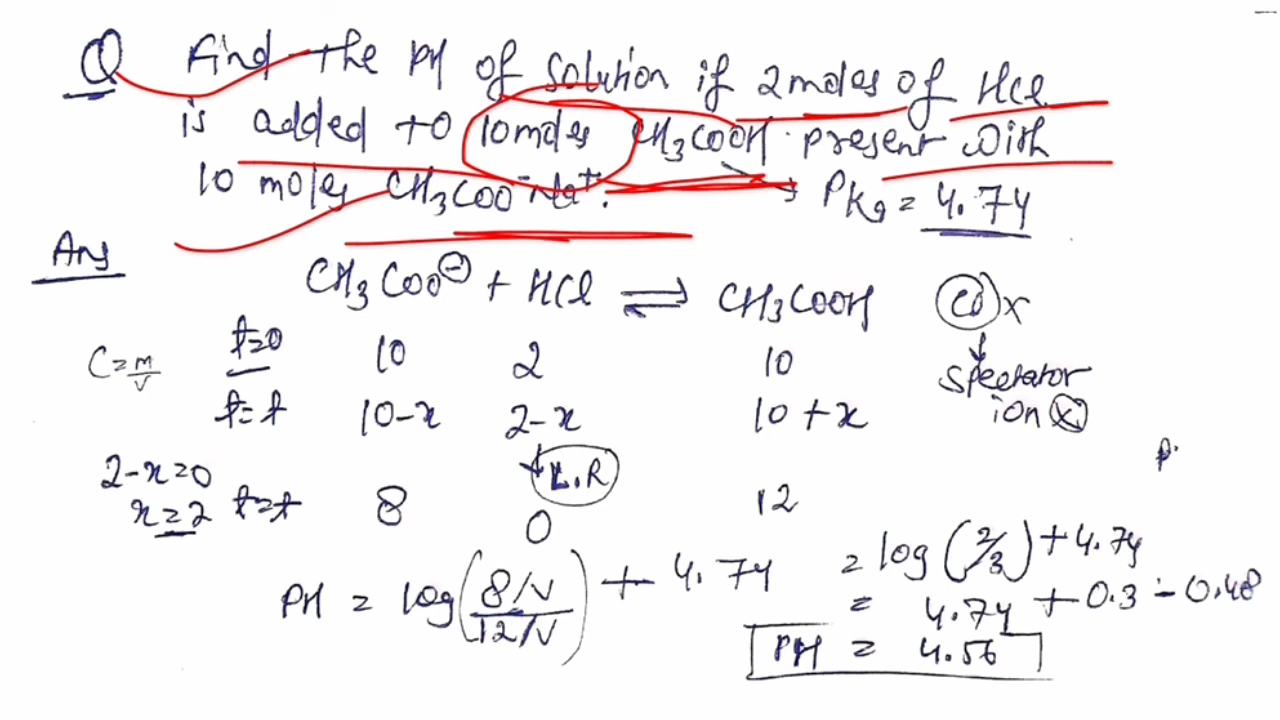 Q Find the PH of solution if 2 moles of HCl
is added to 10 moles CH₃COOH present with
10 moles CH₃COO⁻Na⁺. PKa = 4.74
Ans
CH₃COO⊖ + HCl ⇌ CH₃COOH Cl x
C = m/v t=0 10 2 10 Spectator
t=t 10-x 2-x 10+x ion x
2-x=0 L.R
x=2 t=t 8 0 12
PH = log((8/V)/(12/V)) + 4.74 = log(2/3) + 4.74
= 4.74 + 0.3 - 0.48
PH = 4.56